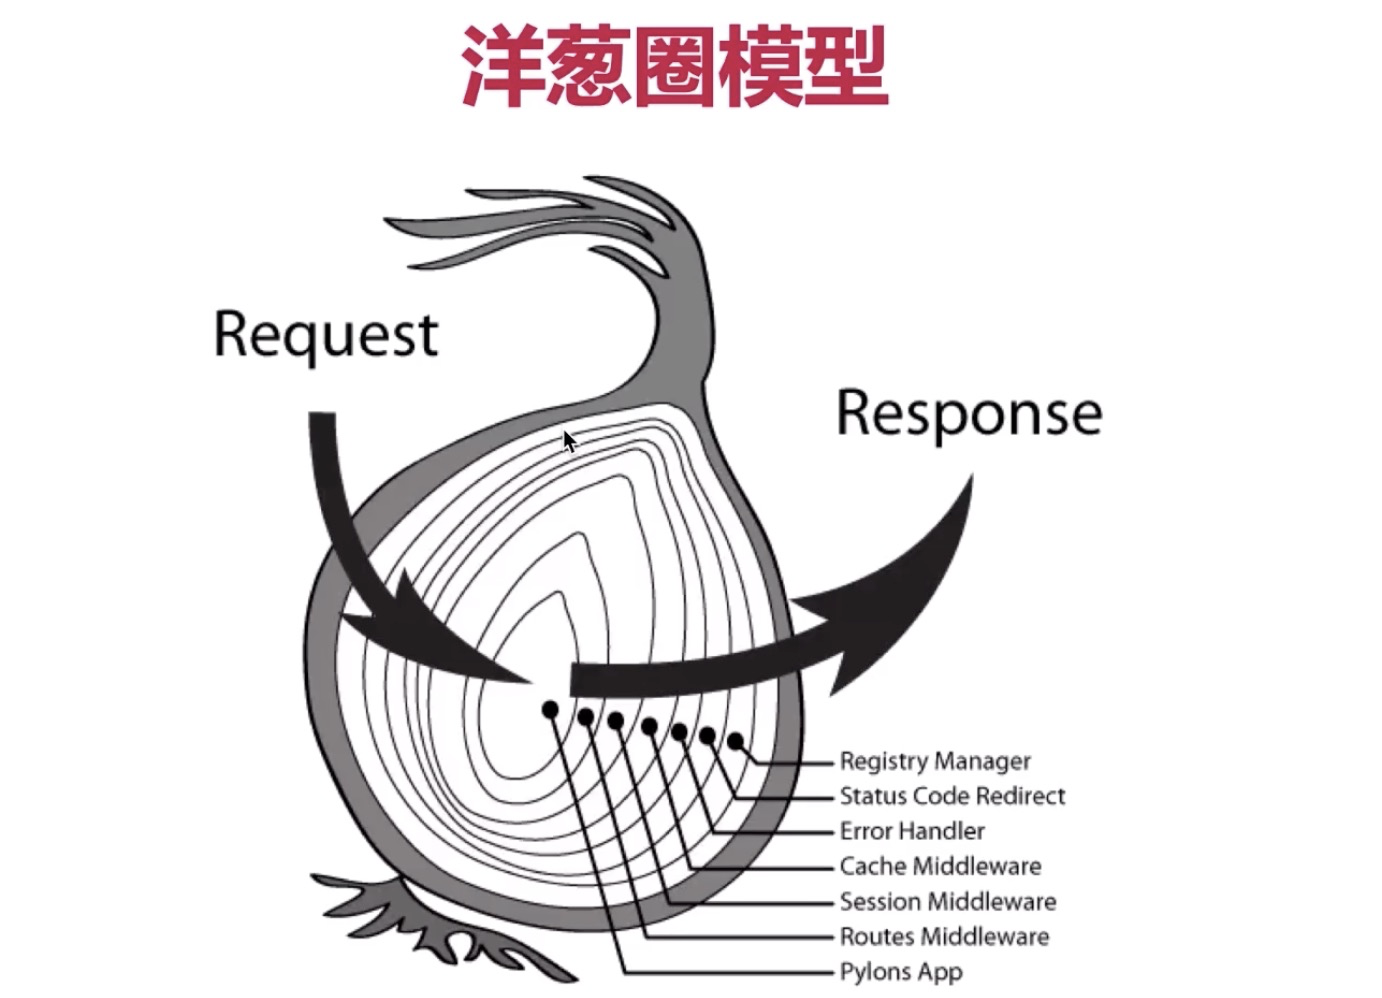 洋葱圈模型
Request
Response
Registry Manager
Status Code Redirect
Error Handler
Cache Middleware
Session Middleware
Routes Middleware
Pylons App